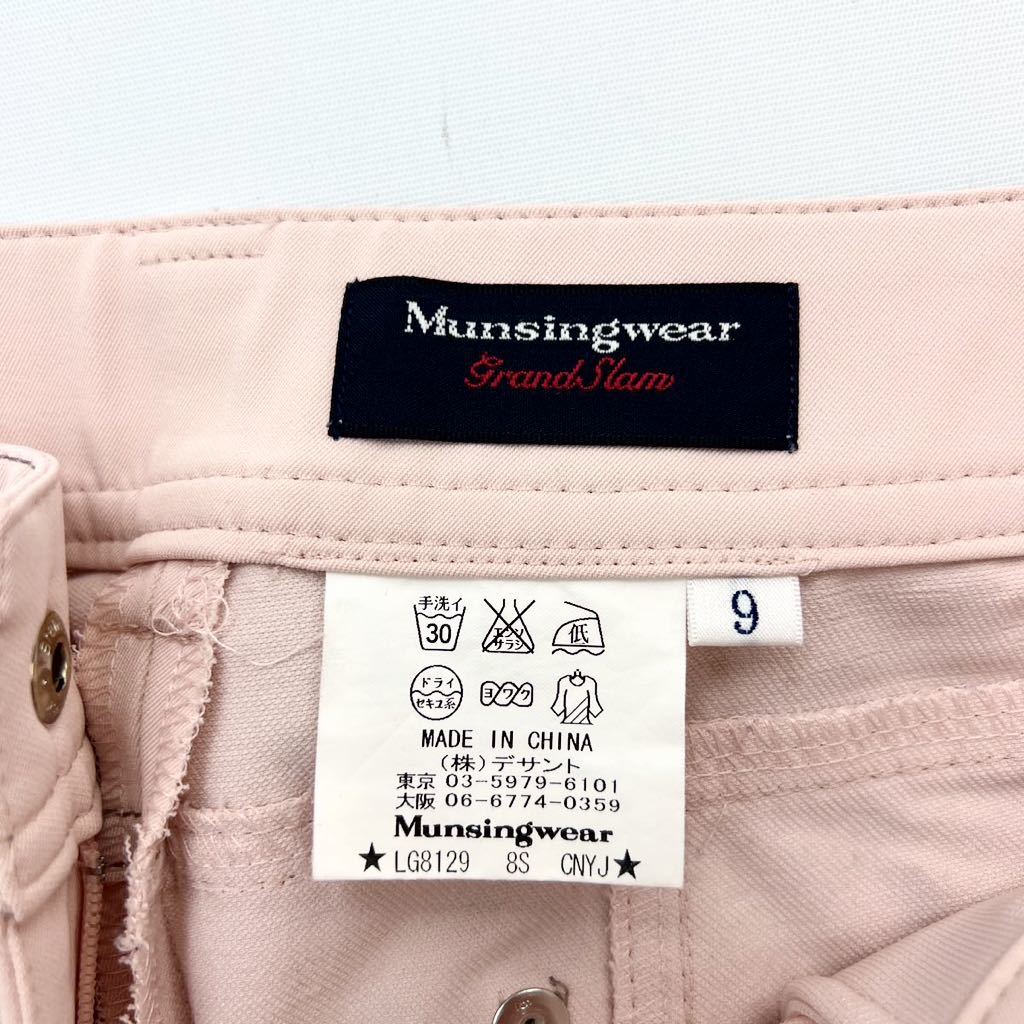 Munsingwear
GrandSlam
9
手洗イ
30
エンソ
サラシ
低
ドライ
セキユ系
ヨワク
MADE IN CHINA
(株)デサント
東京 03-5979-6101
大阪 06-6774-0359
Munsingwear
★LG8129 8S CNYJ★